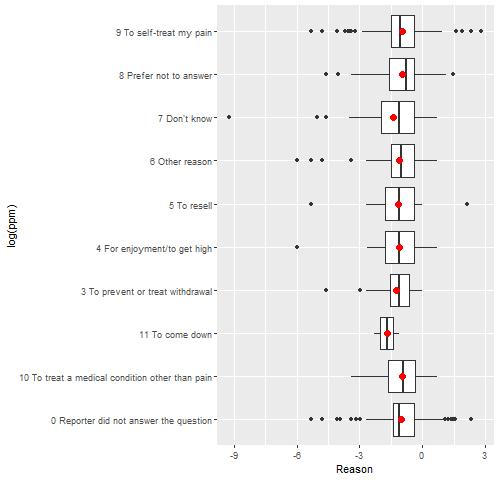 9 To self-treat my pain
8 Prefer not to answer
7 Don't know
6 Other reason
5 To resell
4 For enjoyment/to get high
3 To prevent or treat withdrawal
11 To come down
10 To treat a medical condition other than pain
0 Reporter did not answer the question
log(ppm)
-9 -6 -3 0 3
Reason